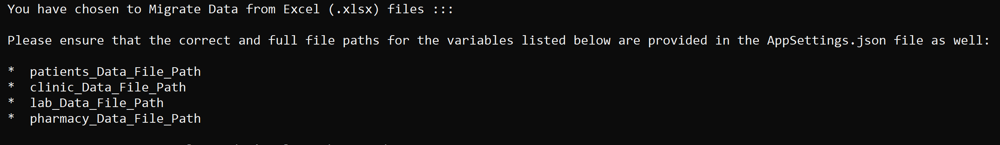 You have chosen to Migrate Data from Excel (.xlsx) files :::
Please ensure that the correct and full file paths for the variables listed below are provided in the AppSettings.json file as well:
* patients_Data_File_Path
* clinic_Data_File_Path
* lab_Data_File_Path
* pharmacy_Data_File_Path